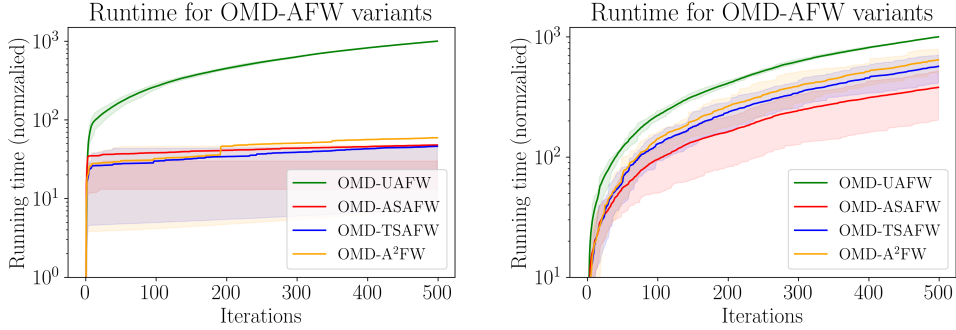 Runtime for OMD-AFW variants
Running time (normzalied)
10^3
10^2
10^1
10^0
0 100 200 300 400 500
Iterations
OMD-UAFW
OMD-ASAFW
OMD-TSAFW
OMD-A²FW
Runtime for OMD-AFW variants
Running time (normzalied)
10^3
10^2
10^1
0 100 200 300 400 500
Iterations
OMD-UAFW
OMD-ASAFW
OMD-TSAFW
OMD-A²FW